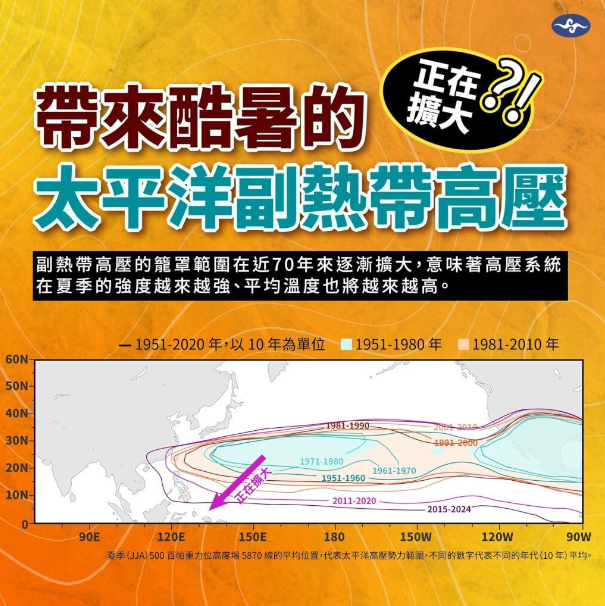 正在
擴大?!
帶來酷暑的
太平洋副熱帶高壓
副熱帶高壓的籠罩範圍在近70年來逐漸擴大，意味著高壓系統
在夏季的強度越來越強、平均溫度也將越來越高。
1951-2020 年，以 10 年為單位 1951-1980 年 1981-2010 年
60N
50N
40N
30N
20N
10N
0
1981-1990
2001-2010
1991-2000
1971-1980
1961-1970
1951-1960
正在擴大
2011-2020
2015-2024
90E 120E 150E 180 150W 120W 90W
夏季（JJA）500 百帕重力位高度場 5870 線的平均位置，代表太平洋高壓勢力範圍，不同的數字代表不同的年代（10 年）平均。